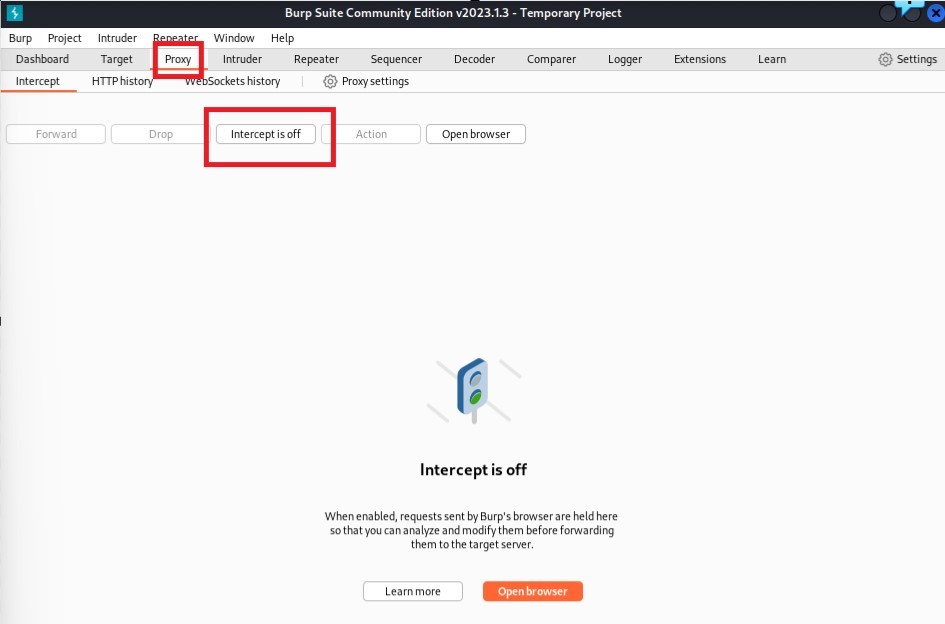 Burp Suite Community Edition v2023.1.3 - Temporary Project
Burp Project Intruder Repeater Window Help
Dashboard Target Proxy Intruder Repeater Sequencer Decoder Comparer Logger Extensions Learn Settings
Intercept HTTP history WebSockets history Proxy settings
Forward Drop Intercept is off Action Open browser
Intercept is off
When enabled, requests sent by Burp's browser are held here
so that you can analyze and modify them before forwarding
them to the target server.
Learn more Open browser